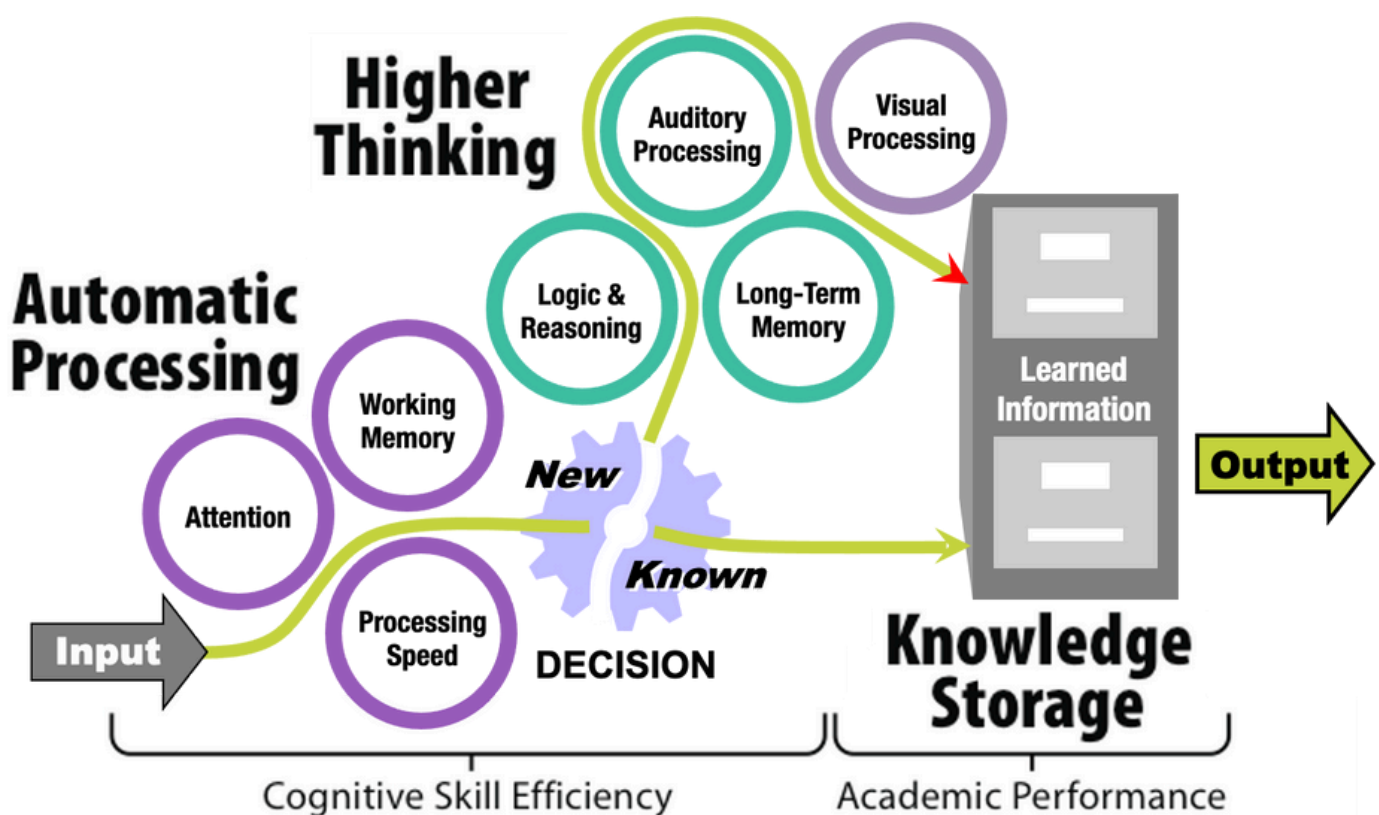 Higher
Thinking
Auditory
Processing
Visual
Processing
Automatic
Processing
Logic &
Reasoning
Long-Term
Memory
Working
Memory
Attention
Processing
Speed
Input
New
Known
DECISION
Learned
Information
Output
Knowledge
Storage
Cognitive Skill Efficiency
Academic Performance